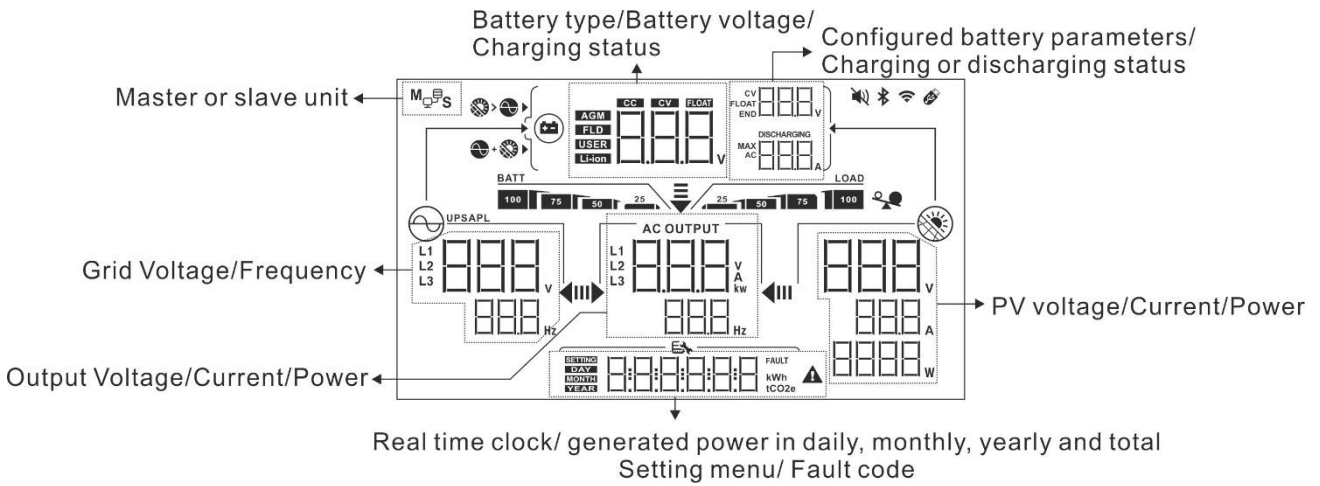 Battery type/Battery voltage/
Charging status
Configured battery parameters/
Charging or discharging status
Master or slave unit
M S
CC CV FLOAT
AGM
FLD
USER
Li-ion
V
CV
FLOAT
END
V
DISCHARGING
MAX
AC
A
BATT
LOAD
100 75 50 25
25 50 75 100
UPSAPL
AC OUTPUT
L1
L2
L3
V
Hz
L1
L2
L3
V
A
kw
Hz
V
A
W
Grid Voltage/Frequency
PV voltage/Current/Power
Output Voltage/Current/Power
SETTING
DAY
MONTH
YEAR
FAULT
kWh
tCO2e
Real time clock/ generated power in daily, monthly, yearly and total
Setting menu/ Fault code